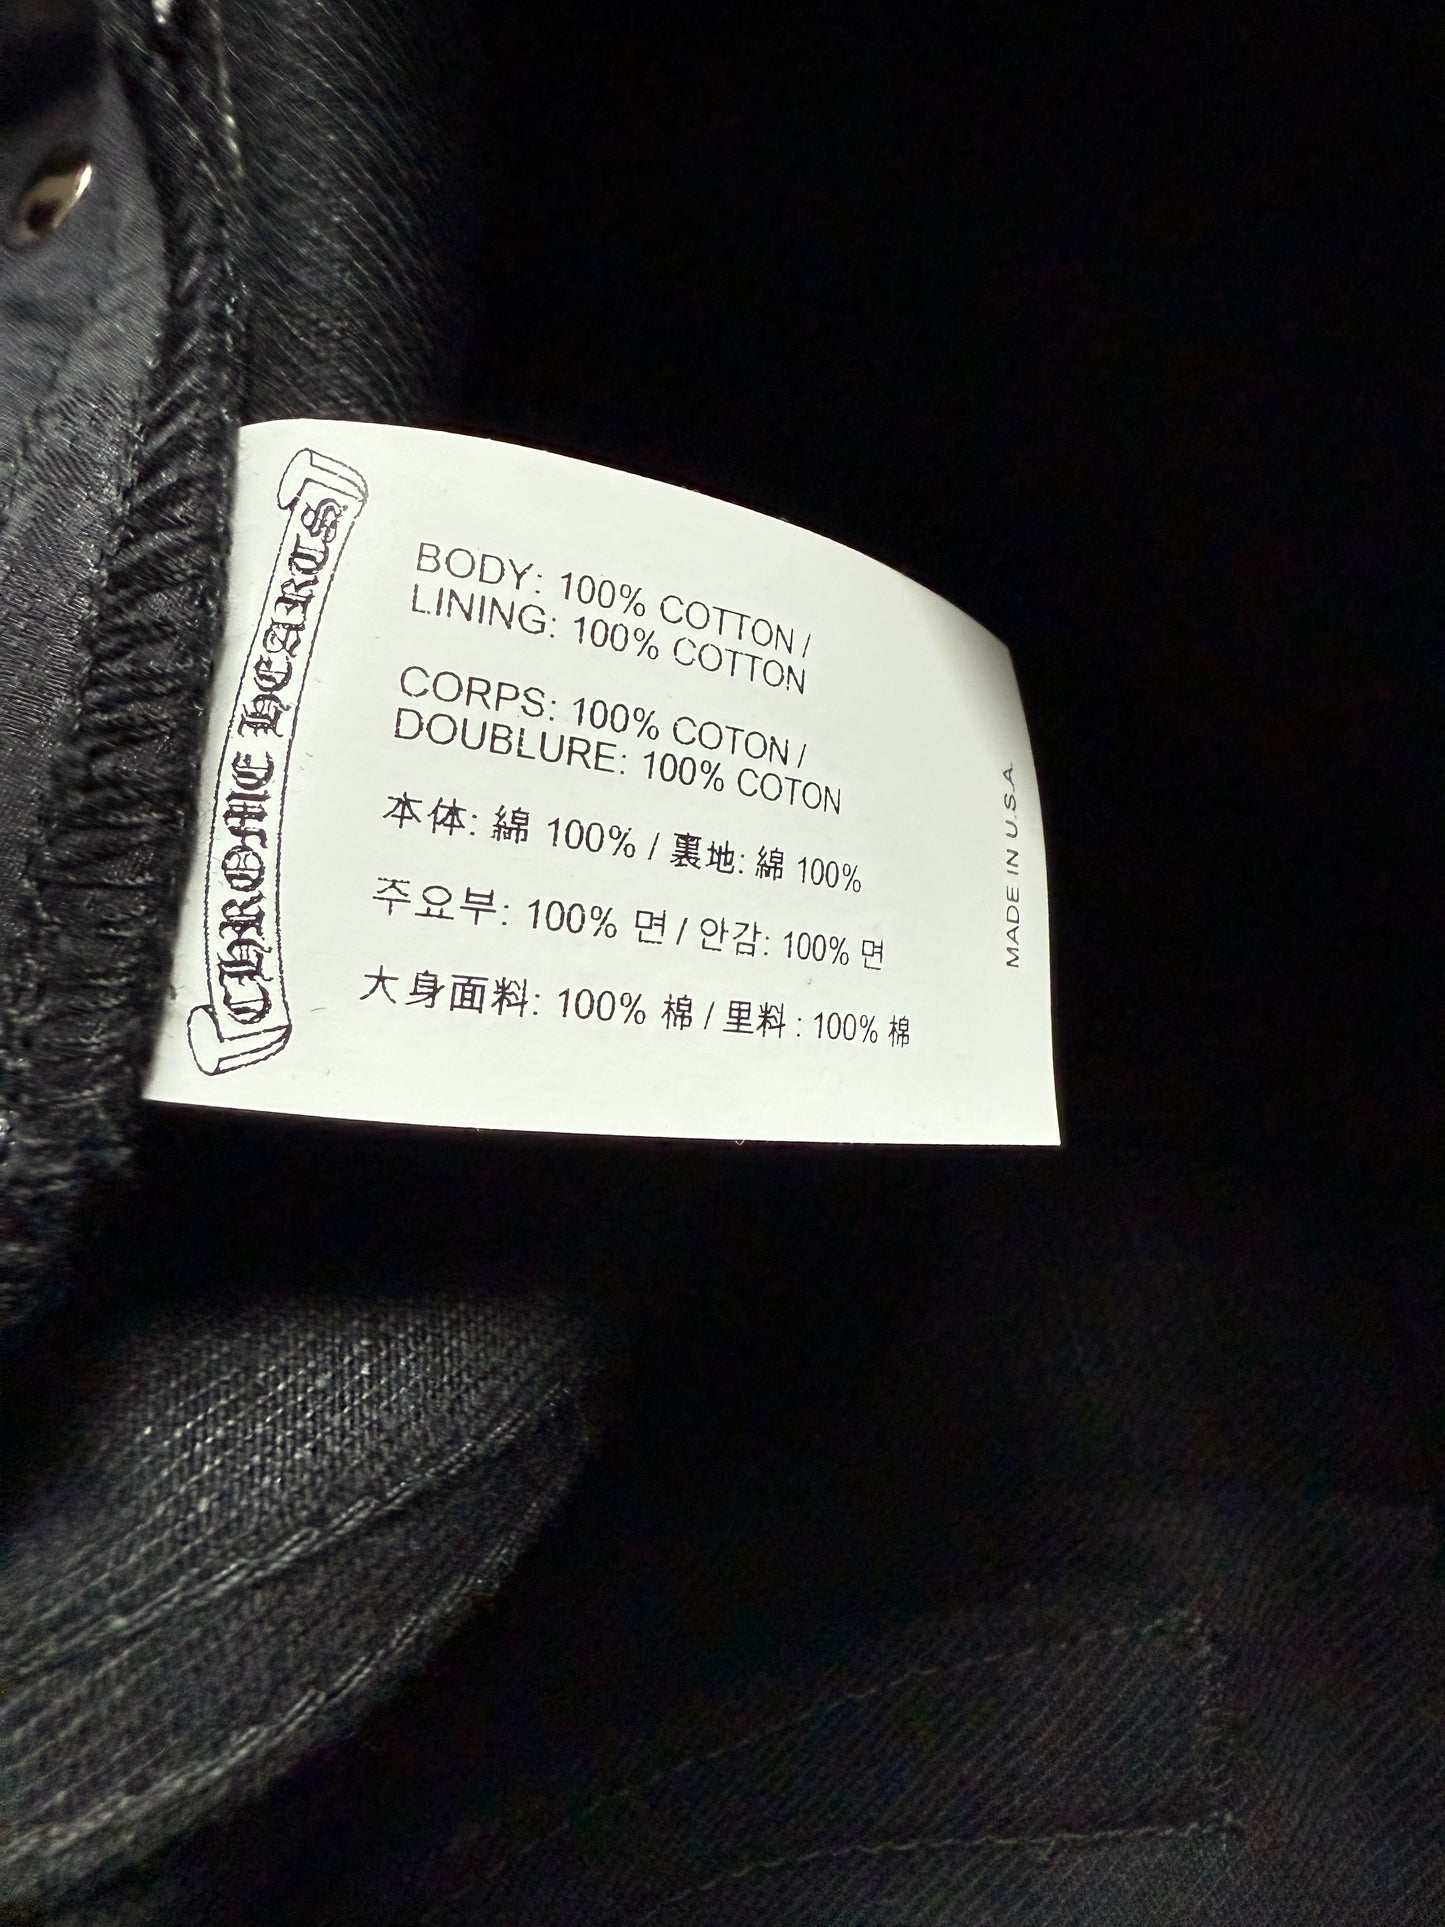 CHROME HEARTS
BODY: 100% COTTON /
LINING: 100% COTTON
CORPS: 100% COTON /
DOUBLURE: 100% COTON
本体: 綿 100% / 裏地: 綿 100%
주요부: 100% 면 / 안감: 100% 면
大身面料: 100% 棉 / 里料: 100% 棉
MADE IN U.S.A.